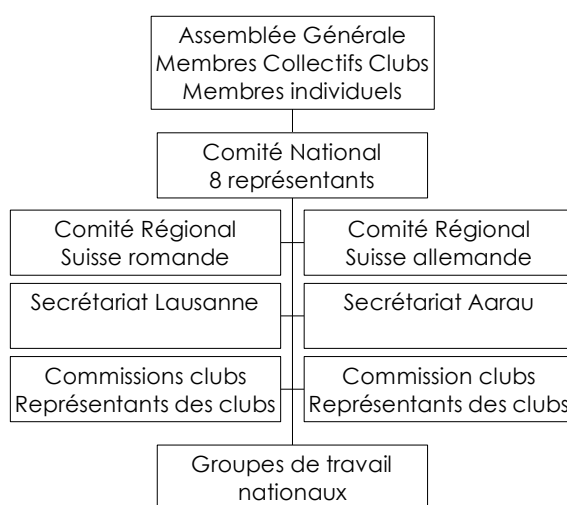 Assemblée Générale
Membres Collectifs Clubs
Membres individuels
Comité National
8 représentants
Comité Régional
Suisse romande
Comité Régional
Suisse allemande
Secrétariat Lausanne
Secrétariat Aarau
Commissions clubs
Représentants des clubs
Commission clubs
Représentants des clubs
Groupes de travail
nationaux